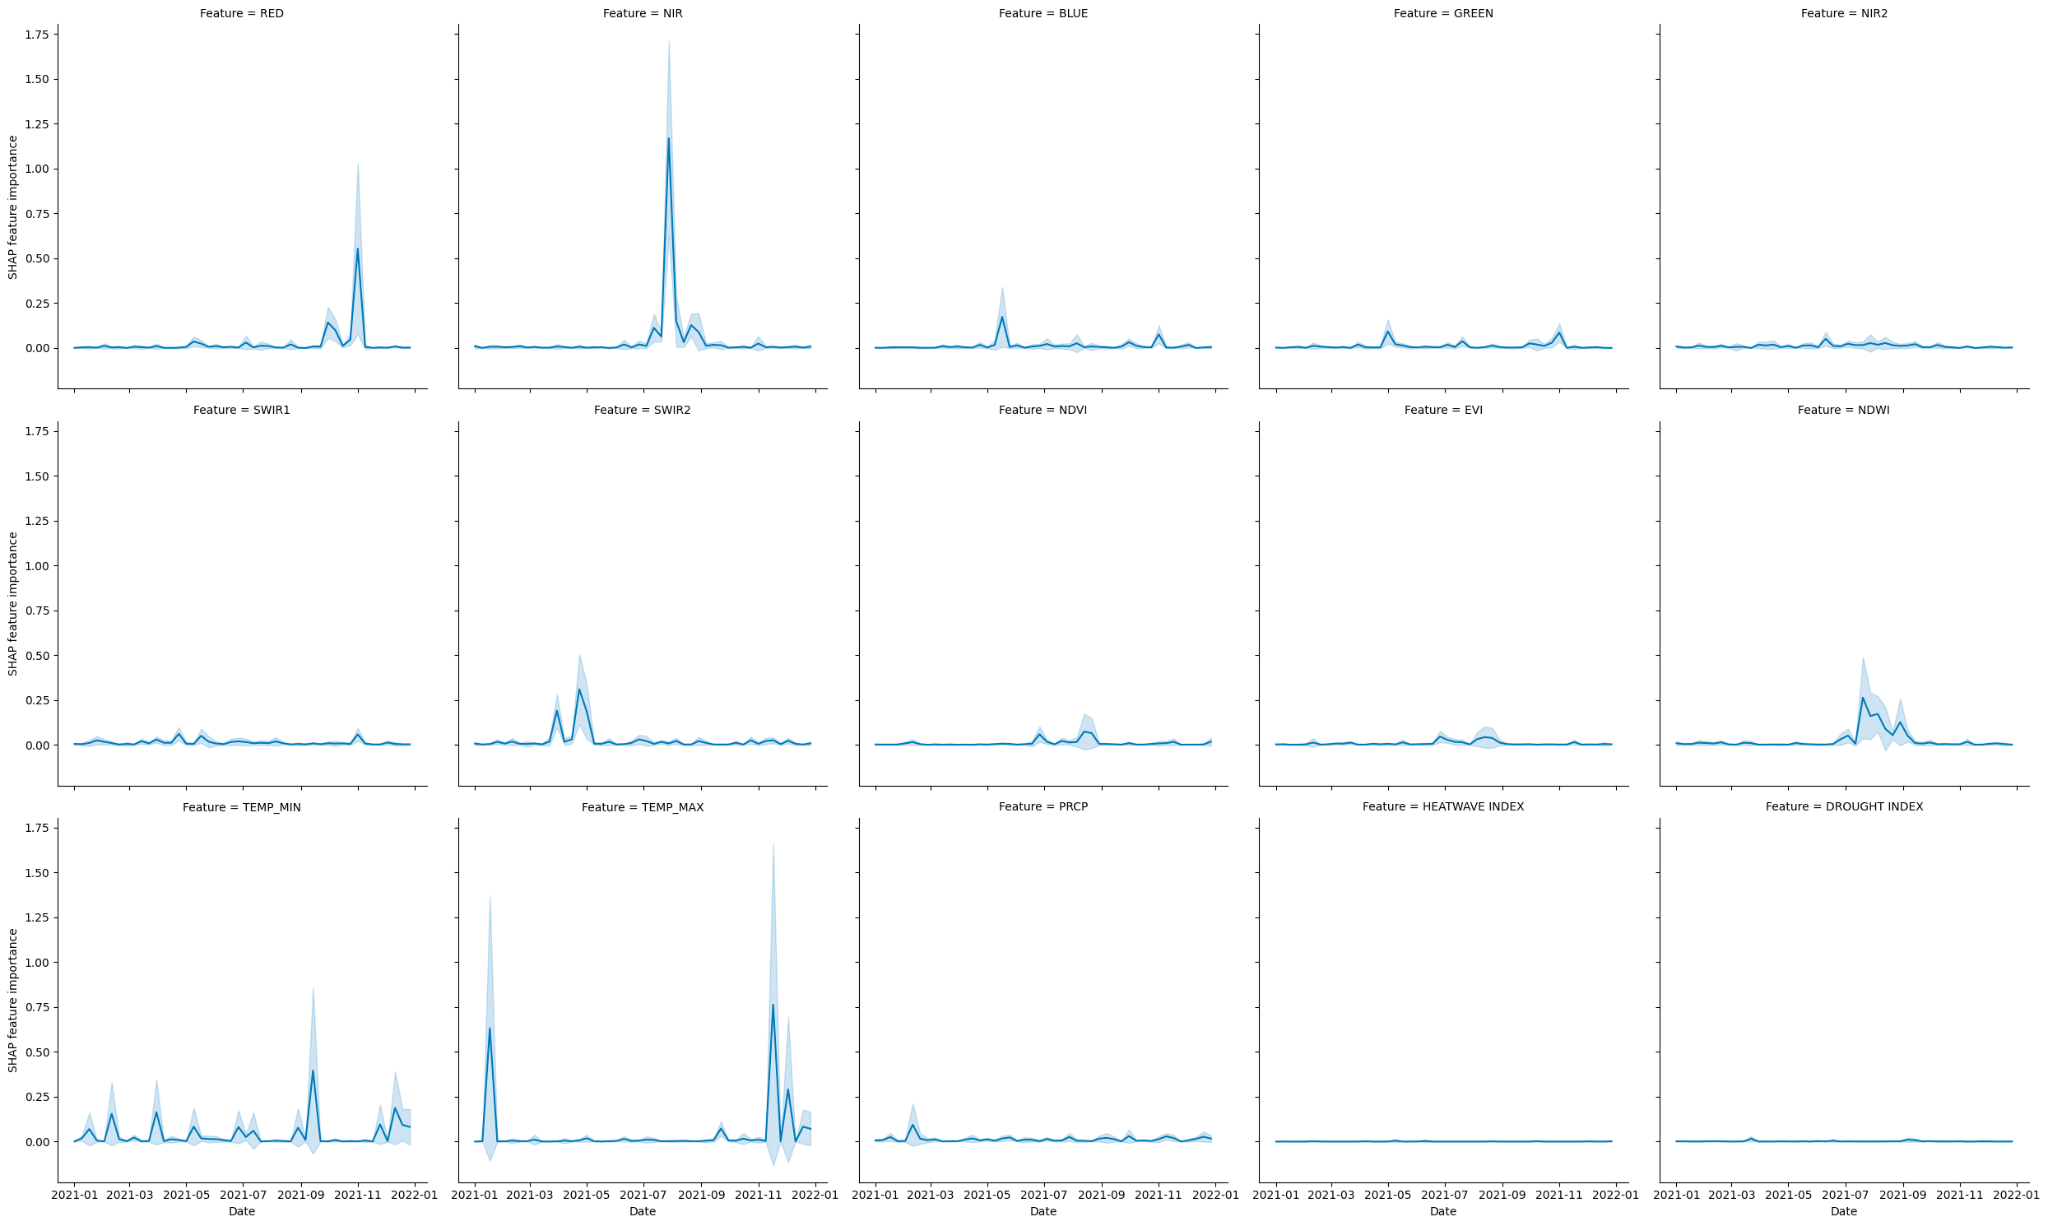 Feature = RED
Feature = NIR
Feature = BLUE
Feature = GREEN
Feature = NIR2
1.75
1.50
1.25
1.00
0.75
0.50
0.25
0.00
SHAP feature importance
Feature = SWIR1
Feature = SWIR2
Feature = NDVI
Feature = EVI
Feature = NDWI
1.75
1.50
1.25
1.00
0.75
0.50
0.25
0.00
SHAP feature importance
Feature = TEMP_MIN
Feature = TEMP_MAX
Feature = PRCP
Feature = HEATWAVE INDEX
Feature = DROUGHT INDEX
1.75
1.50
1.25
1.00
0.75
0.50
0.25
0.00
SHAP feature importance
2021-01 2021-03 2021-05 2021-07 2021-09 2021-11 2022-01
Date
2021-01 2021-03 2021-05 2021-07 2021-09 2021-11 2022-01
Date
2021-01 2021-03 2021-05 2021-07 2021-09 2021-11 2022-01
Date
2021-01 2021-03 2021-05 2021-07 2021-09 2021-11 2022-01
Date
2021-01 2021-03 2021-05 2021-07 2021-09 2021-11 2022-01
Date